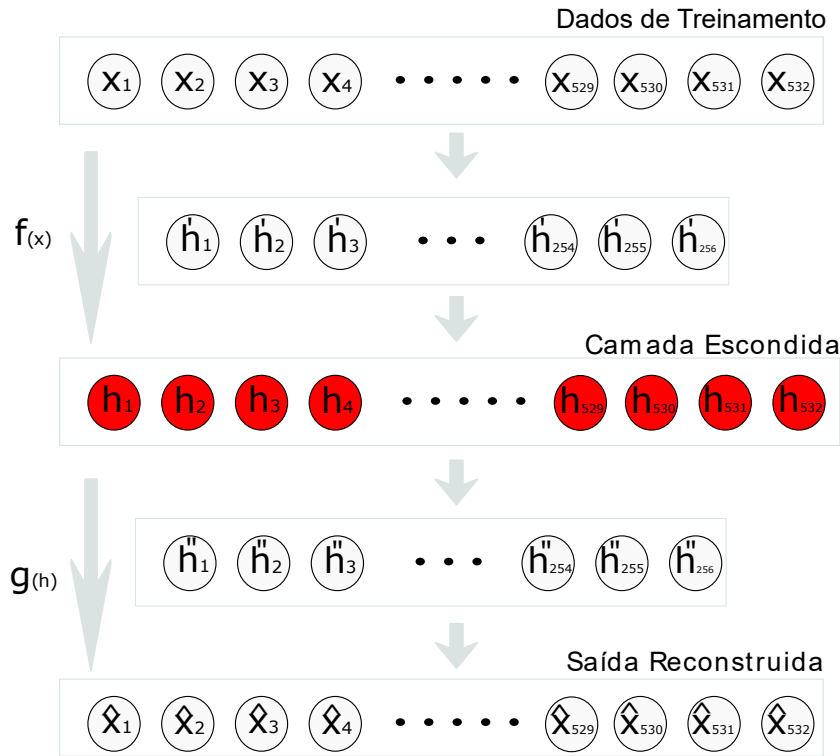 Dados de Treinamento
x1 x2 x3 x4 • • • • • x529 x530 x531 x532
f(x)
h'1 h'2 h'3 • • • h'254 h'255 h'256
Camada Escondida
h1 h2 h3 h4 • • • • • h529 h530 h531 h532
g(h)
h"1 h"2 h"3 • • • h"254 h"255 h"256
Saída Reconstruida
x̂1 x̂2 x̂3 x̂4 • • • • • x̂529 x̂530 x̂531 x̂532